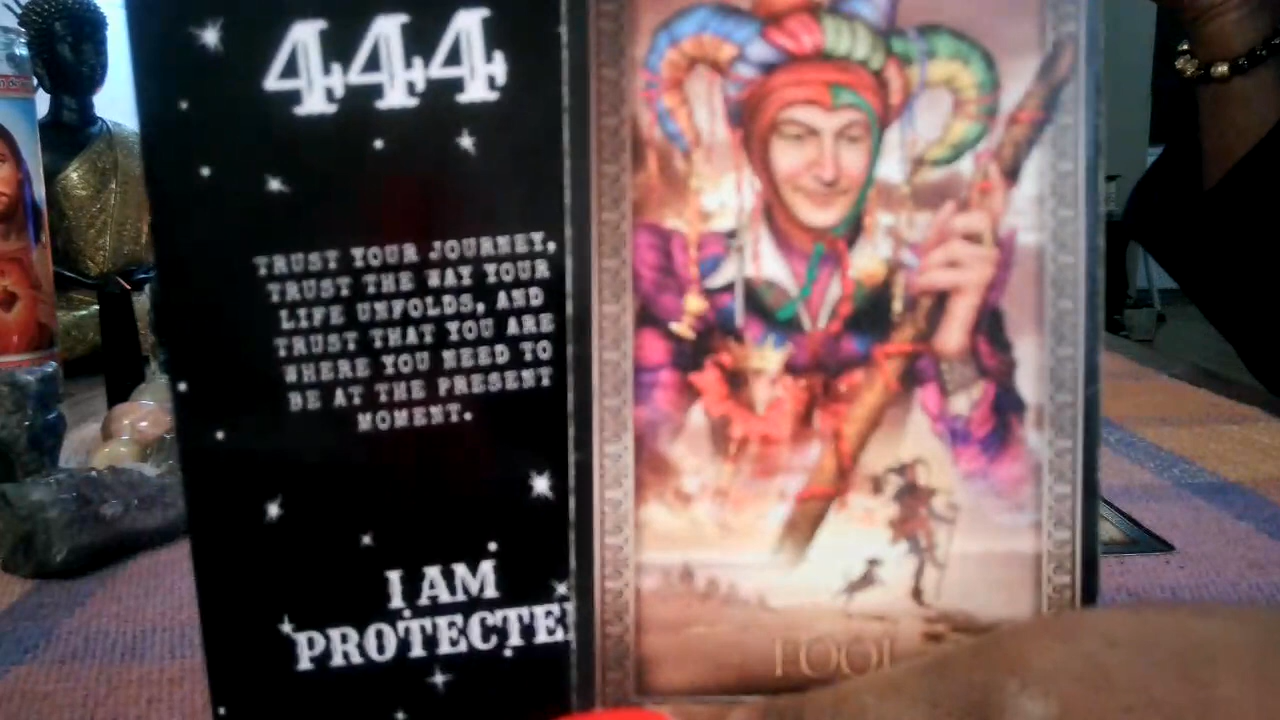 444
TRUST YOUR JOURNEY,
TRUST THE WAY YOUR
LIFE UNFOLDS, AND
TRUST THAT YOU ARE
WHERE YOU NEED TO
BE AT THE PRESENT
MOMENT.
I AM
PROTECTED
FOOL